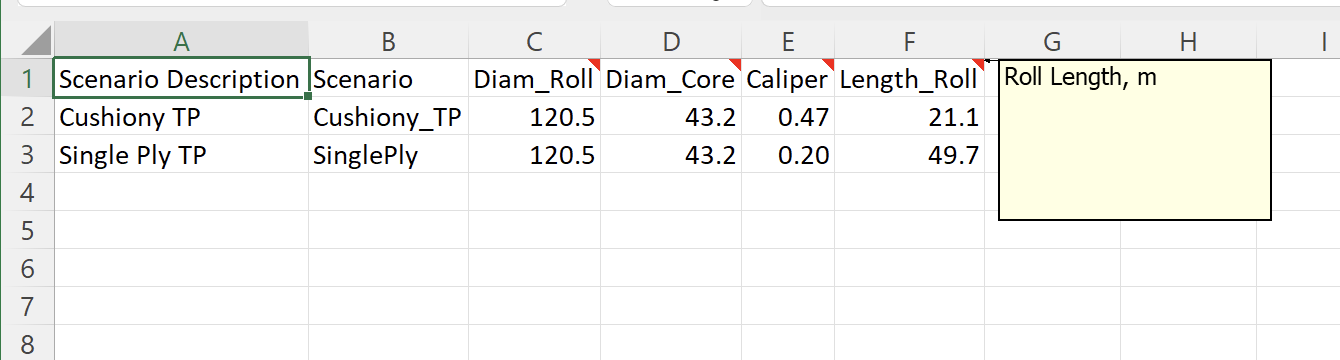 A B C D E F G H I
1 Scenario Description Scenario Diam_Roll Diam_Core Caliper Length_Roll Roll Length, m
2 Cushiony TP Cushiony_TP 120.5 43.2 0.47 21.1
3 Single Ply TP SinglePly 120.5 43.2 0.20 49.7
4
5
6
7
8